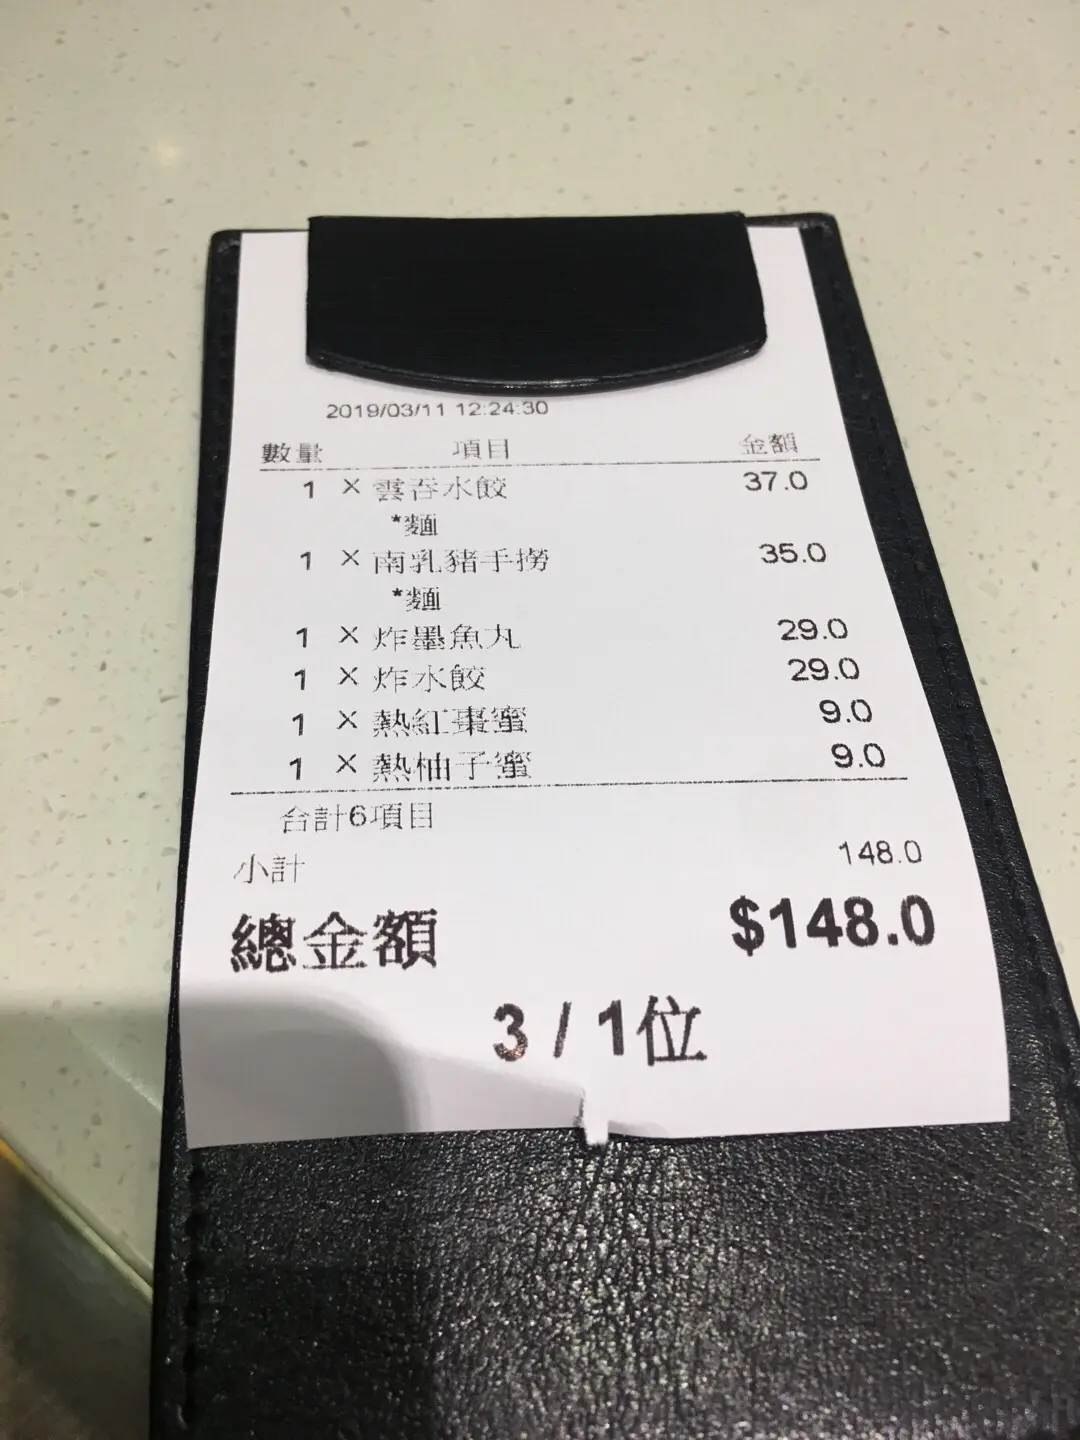 2019/03/11 12:24:30
數量 項目 金額
1 × 雲吞水餃 37.0
*麵
1 × 南乳豬手撈 35.0
*麵
1 × 炸墨魚丸 29.0
1 × 炸水餃 29.0
1 × 熱紅棗蜜 9.0
1 × 熱柚子蜜 9.0
合計6項目
小計 148.0
總金額 $148.0
3 / 1位